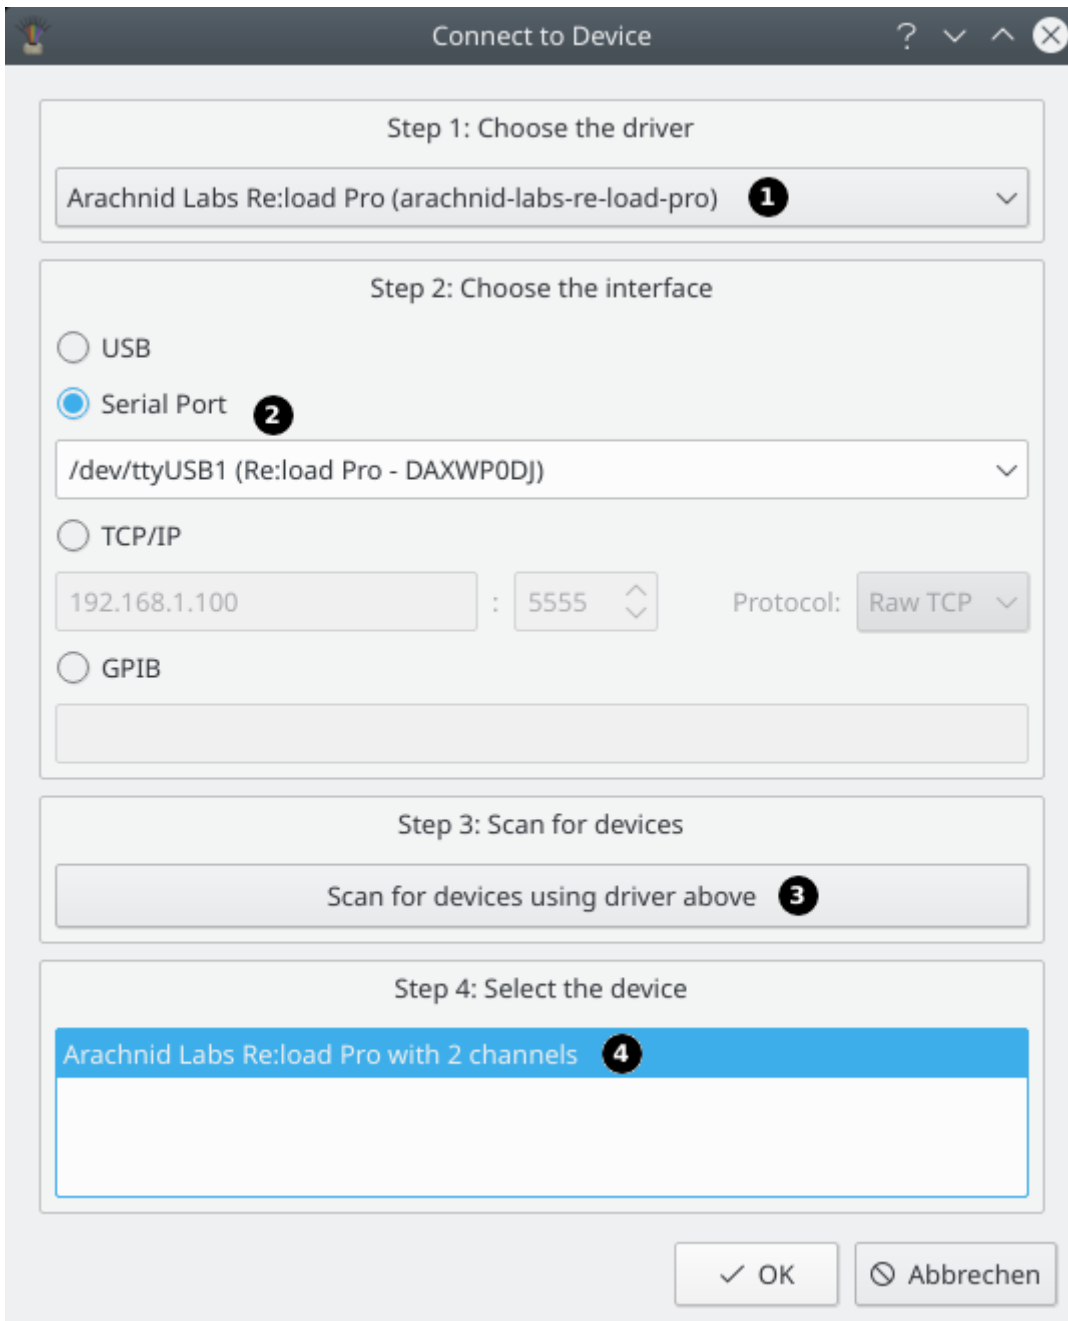 Connect to Device
Step 1: Choose the driver
Arachnid Labs Re:load Pro (arachnid-labs-re-load-pro) 1
Step 2: Choose the interface
USB
Serial Port 2
/dev/ttyUSB1 (Re:load Pro - DAXWP0DJ)
TCP/IP
192.168.1.100 : 5555 Protocol: Raw TCP
GPIB
Step 3: Scan for devices
Scan for devices using driver above 3
Step 4: Select the device
Arachnid Labs Re:load Pro with 2 channels 4
OK Abbrechen